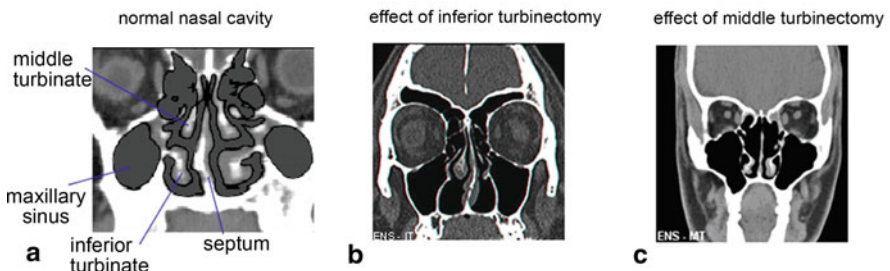 normal nasal cavity
effect of inferior turbinectomy
effect of middle turbinectomy
middle
turbinate
maxillary
sinus
a
inferior
turbinate
septum
b
ENS - IT
c
ENS - MT